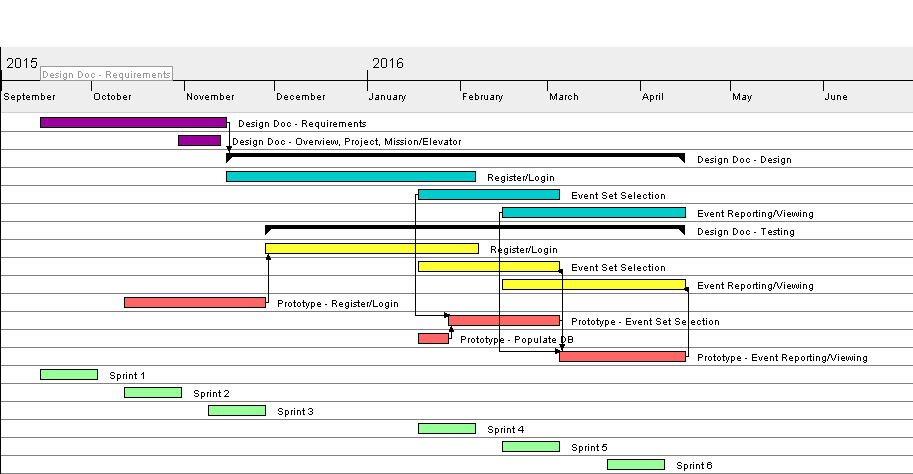 2015
2016
Design Doc - Requirements
September October November December January February March April May June
Design Doc - Requirements
Design Doc - Overview, Project, Mission/Elevator
Design Doc - Design
Register/Login
Event Set Selection
Event Reporting/Viewing
Design Doc - Testing
Register/Login
Event Set Selection
Event Reporting/Viewing
Prototype - Register/Login
Prototype - Event Set Selection
Prototype - Populate DB
Prototype - Event Reporting/Viewing
Sprint 1
Sprint 2
Sprint 3
Sprint 4
Sprint 5
Sprint 6